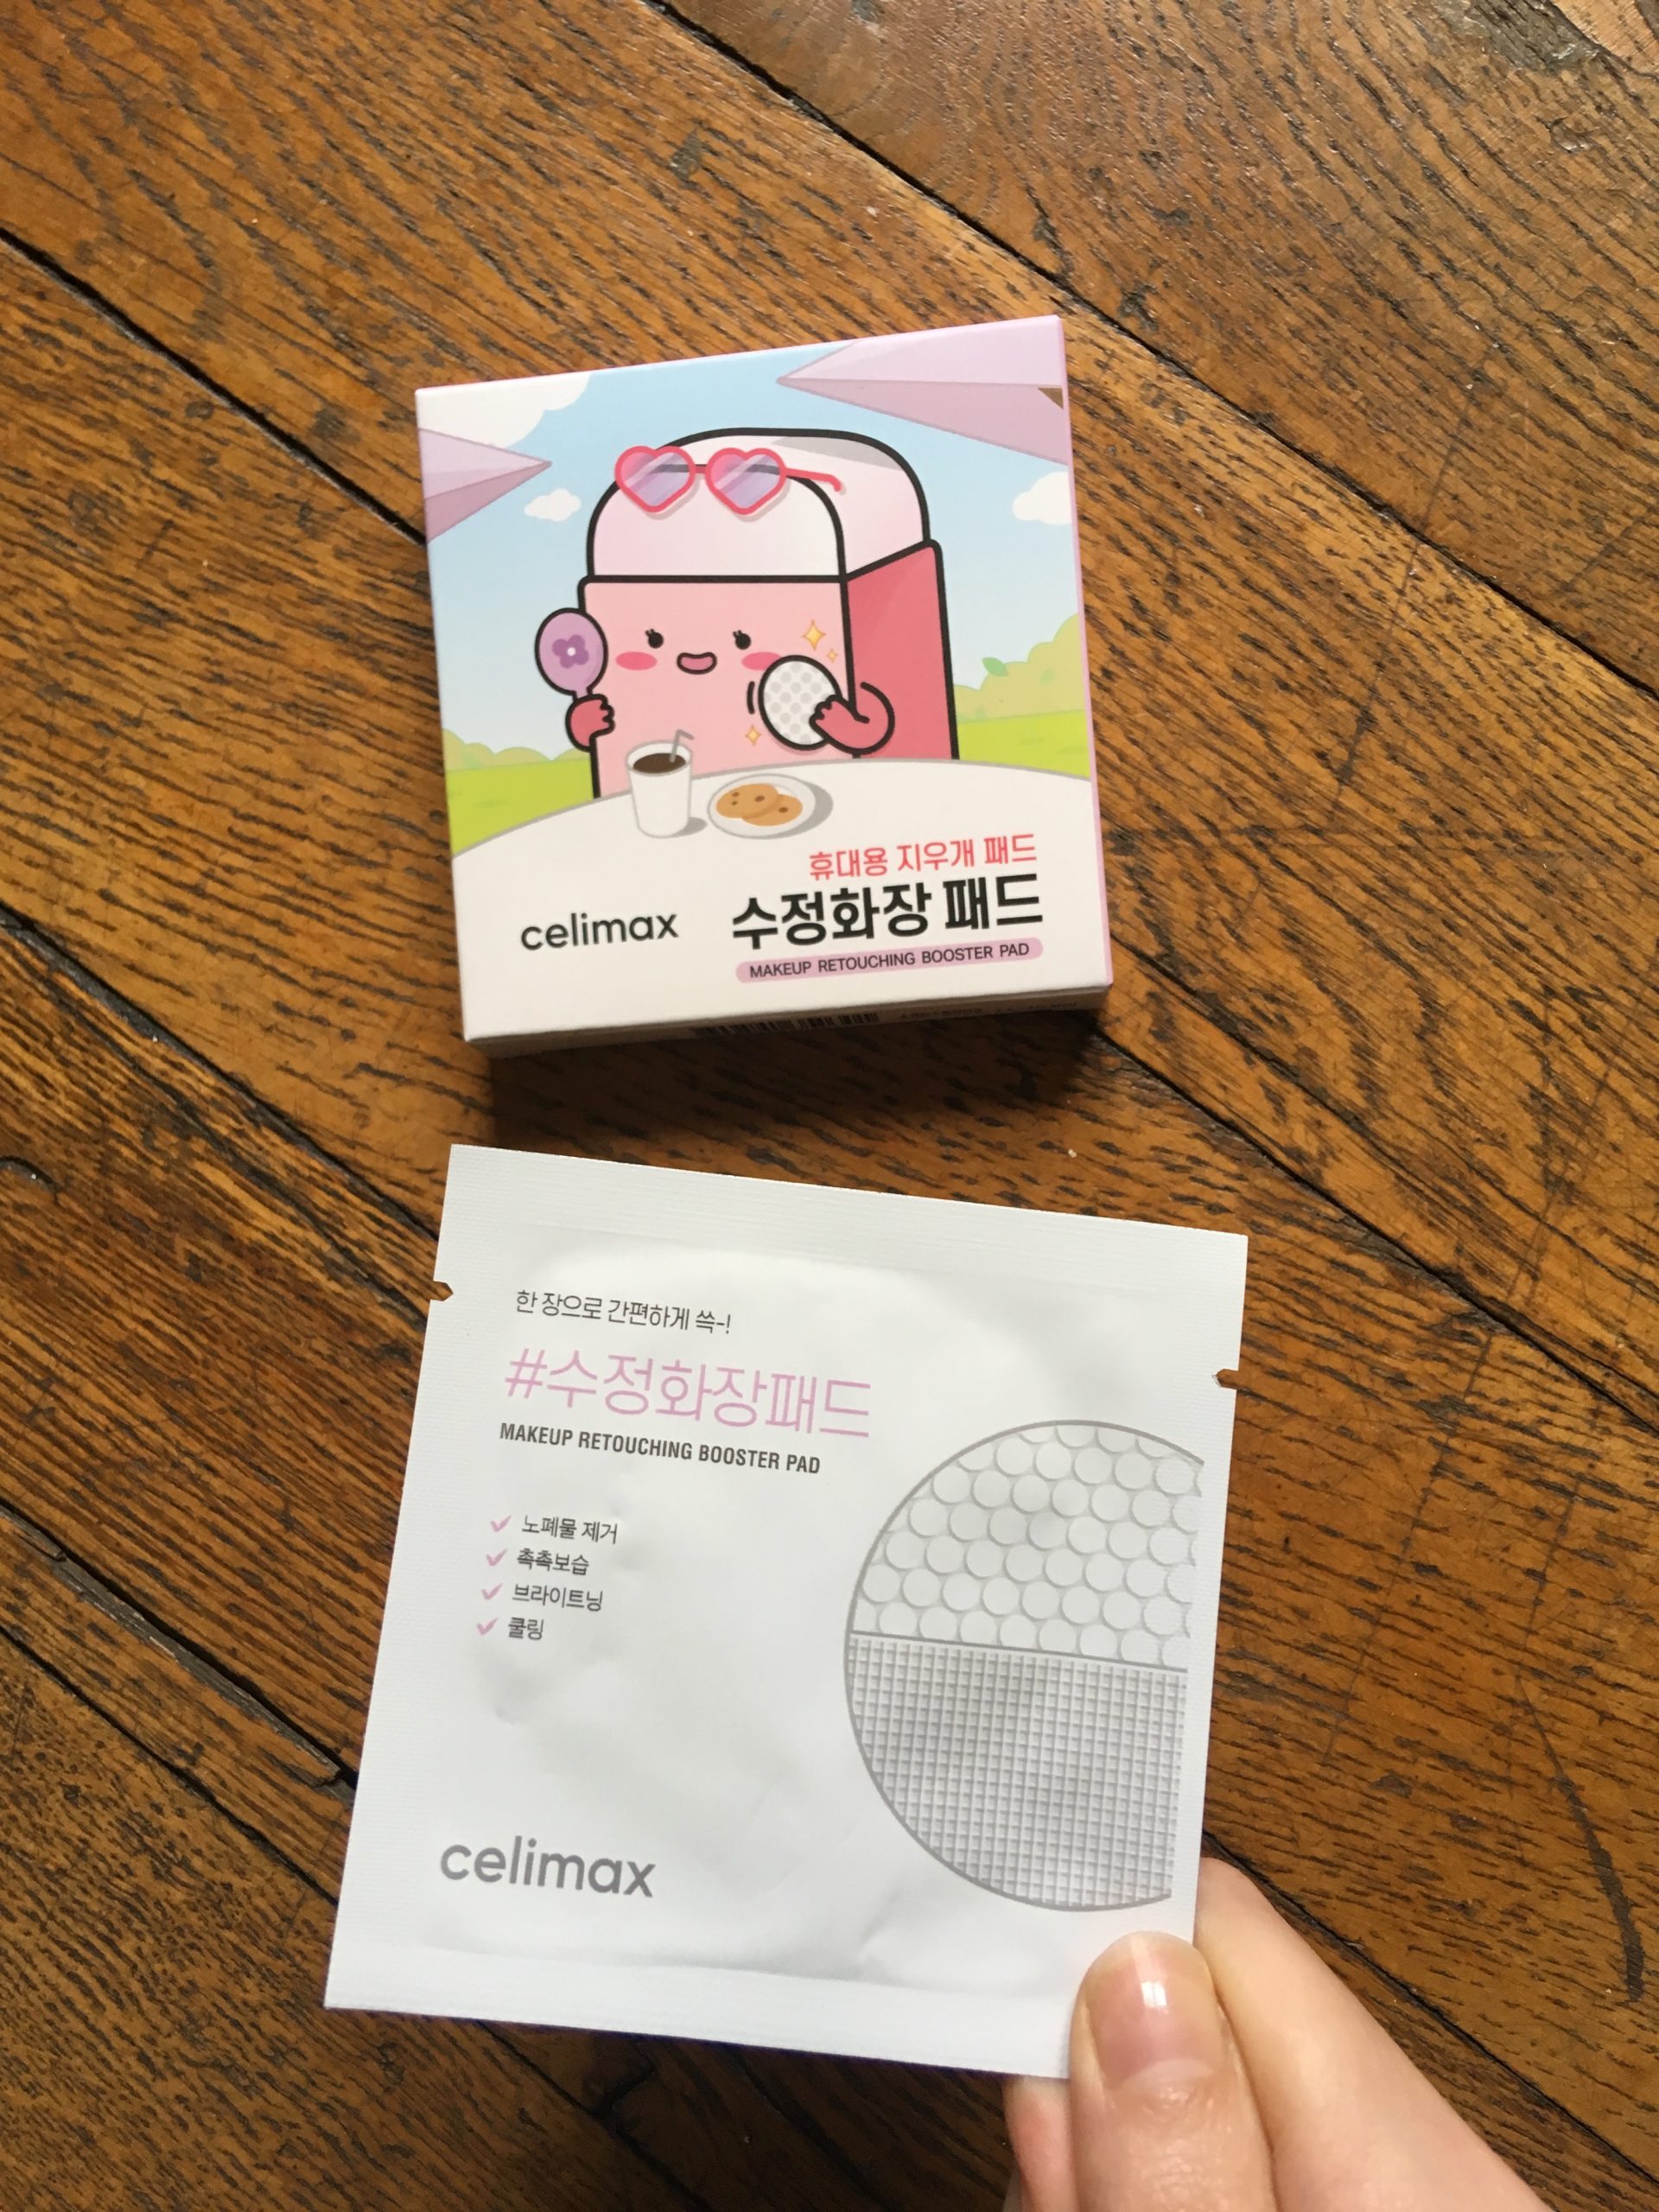 휴대용 지우개 패드
celimax 수정화장 패드
MAKEUP RETOUCHING BOOSTER PAD
한 장으로 간편하게 쓱-!
#수정화장패드
MAKEUP RETOUCHING BOOSTER PAD
노폐물 제거
촉촉보습
브라이트닝
쿨링
celimax